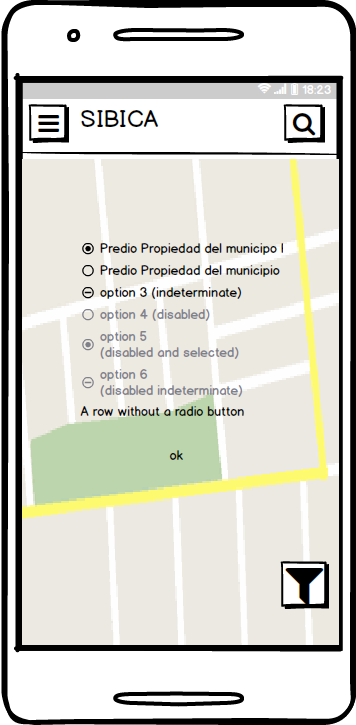 18:23
SIBICA
Predio Propiedad del municipo I
Predio Propiedad del municipio
option 3 (indeterminate)
option 4 (disabled)
option 5
(disabled and selected)
option 6
(disabled indeterminate)
A row without a radio button
ok